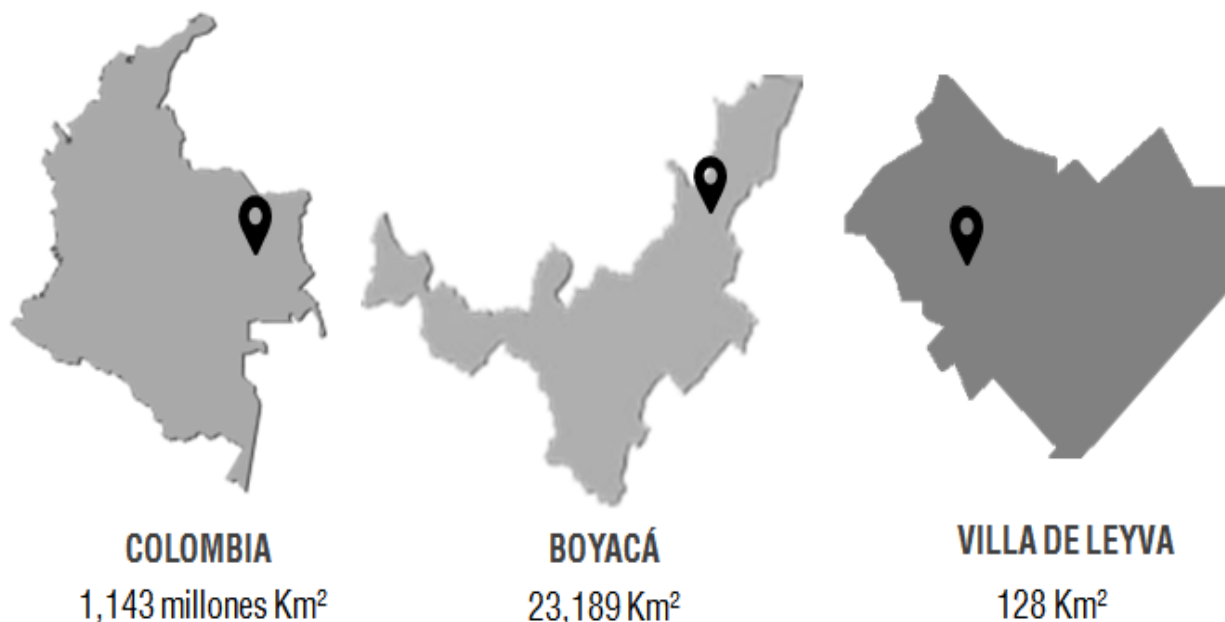 COLOMBIA
1,143 millones Km²
BOYACÁ
23,189 Km²
VILLA DE LEYVA
128 Km²